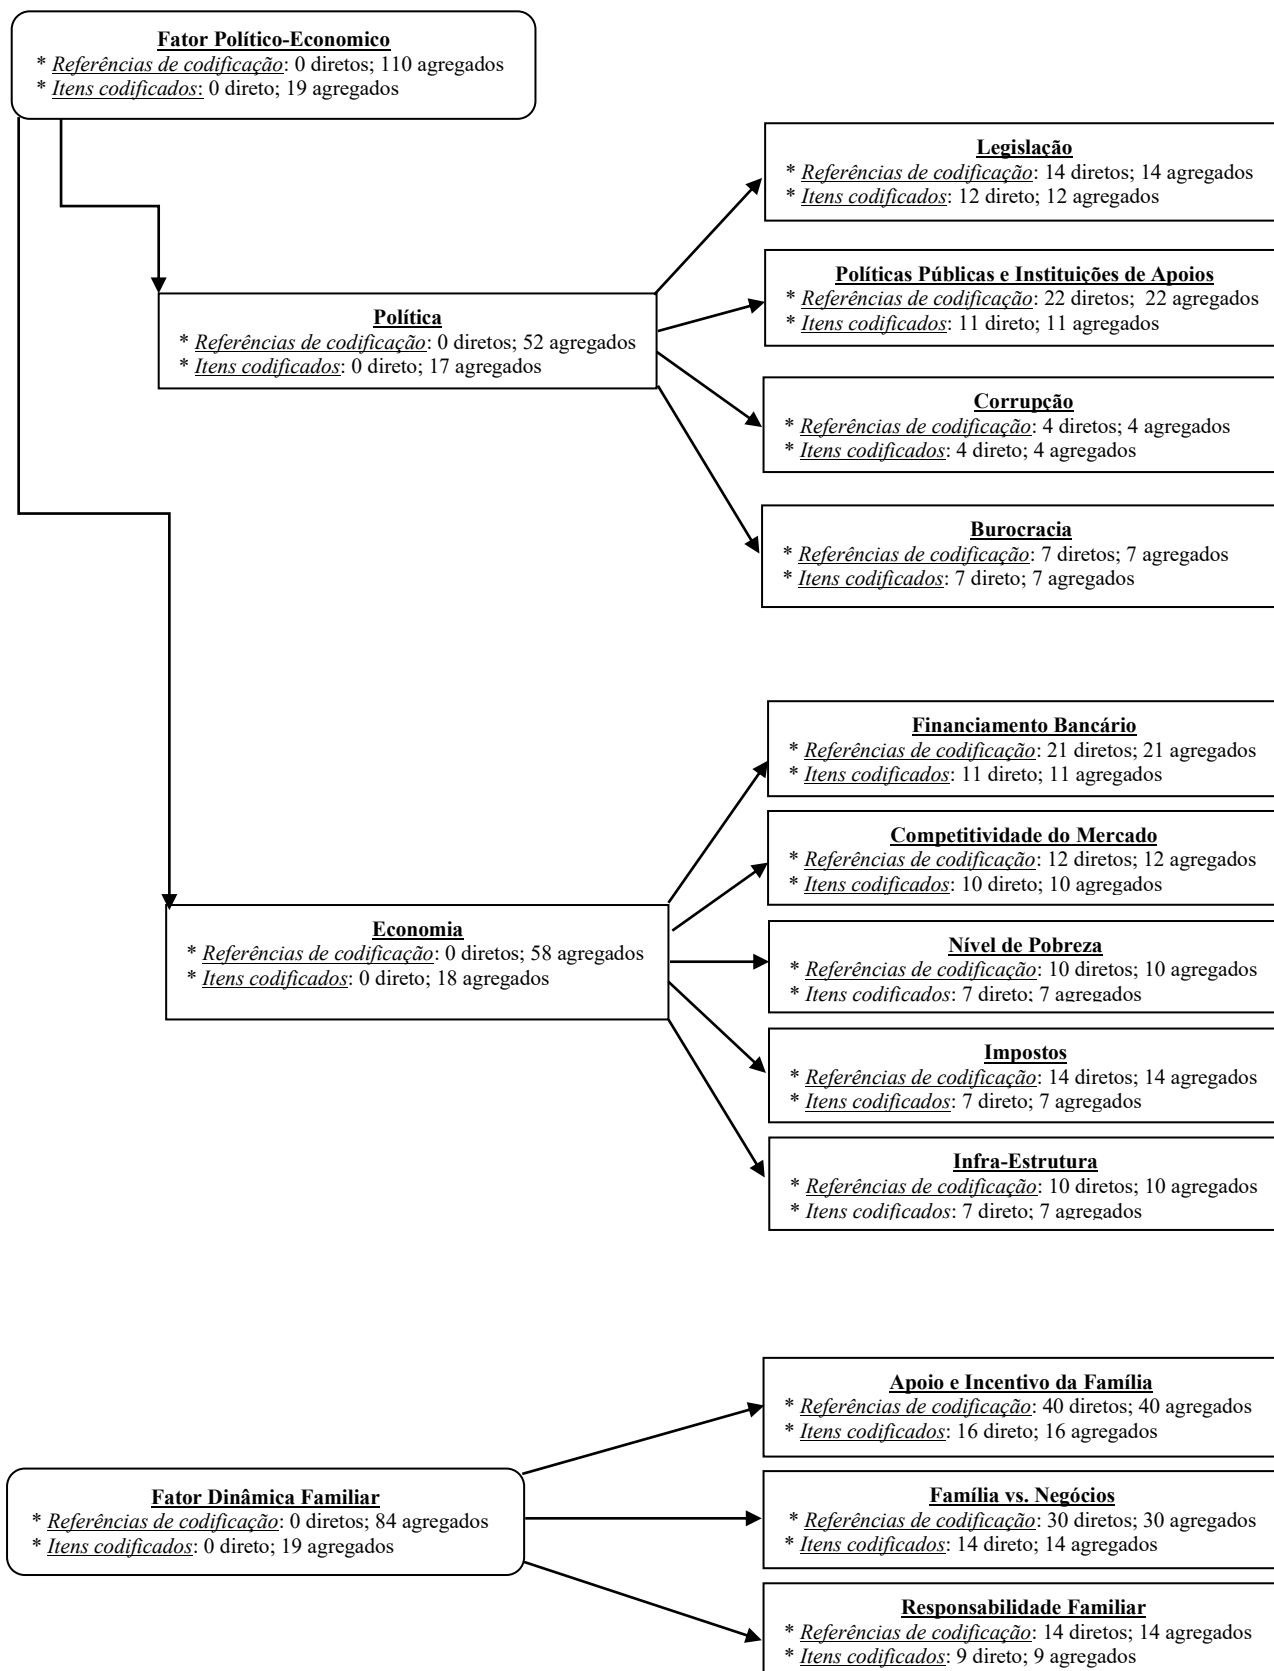 Fator Político-Economico
* Referências de codificação: 0 diretos; 110 agregados
* Itens codificados: 0 direto; 19 agregados
Legislação
* Referências de codificação: 14 diretos; 14 agregados
* Itens codificados: 12 direto; 12 agregados
Políticas Públicas e Instituições de Apoios
* Referências de codificação: 22 diretos; 22 agregados
* Itens codificados: 11 direto; 11 agregados
Política
* Referências de codificação: 0 diretos; 52 agregados
* Itens codificados: 0 direto; 17 agregados
Corrupção
* Referências de codificação: 4 diretos; 4 agregados
* Itens codificados: 4 direto; 4 agregados
Burocracia
* Referências de codificação: 7 diretos; 7 agregados
* Itens codificados: 7 direto; 7 agregados
Financiamento Bancário
* Referências de codificação: 21 diretos; 21 agregados
* Itens codificados: 11 direto; 11 agregados
Competitividade do Mercado
* Referências de codificação: 12 diretos; 12 agregados
* Itens codificados: 10 direto; 10 agregados
Economia
* Referências de codificação: 0 diretos; 58 agregados
* Itens codificados: 0 direto; 18 agregados
Nível de Pobreza
* Referências de codificação: 10 diretos; 10 agregados
* Itens codificados: 7 direto; 7 agregados
Impostos
* Referências de codificação: 14 diretos; 14 agregados
* Itens codificados: 7 direto; 7 agregados
Infra-Estrutura
* Referências de codificação: 10 diretos; 10 agregados
* Itens codificados: 7 direto; 7 agregados
Apoio e Incentivo da Família
* Referências de codificação: 40 diretos; 40 agregados
* Itens codificados: 16 direto; 16 agregados
Fator Dinâmica Familiar
* Referências de codificação: 0 diretos; 84 agregados
* Itens codificados: 0 direto; 19 agregados
Família vs. Negócios
* Referências de codificação: 30 diretos; 30 agregados
* Itens codificados: 14 direto; 14 agregados
Responsabilidade Familiar
* Referências de codificação: 14 diretos; 14 agregados
* Itens codificados: 9 direto; 9 agregados